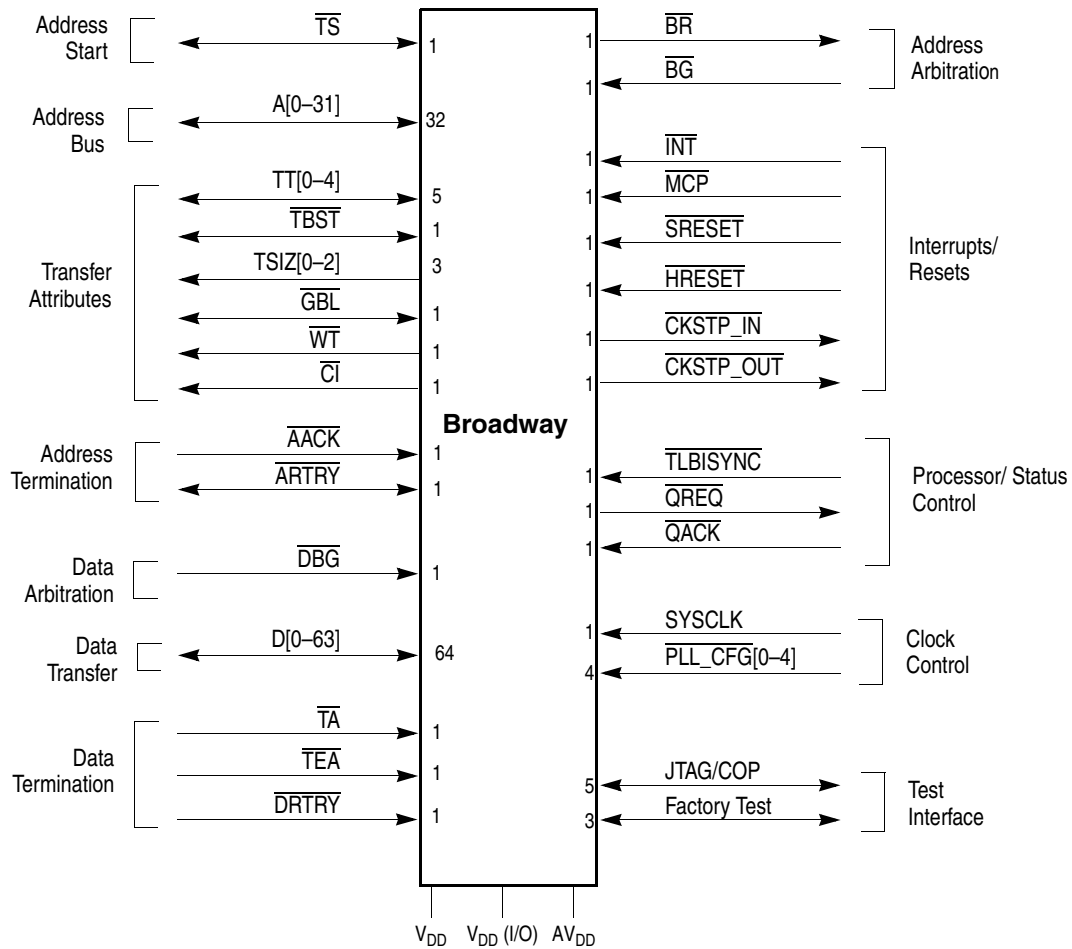 Address
Start
TS
1
Address
Bus
A[0–31]
32
Transfer
Attributes
TT[0–4]
5
TBST
1
TSIZ[0–2]
3
GBL
1
WT
1
CI
1
Address
Termination
AACK
1
ARTRY
1
Data
Arbitration
DBG
1
Data
Transfer
D[0–63]
64
Data
Termination
TA
1
TEA
1
DRTRY
1
Broadway
1
BR
1
BG
Address
Arbitration
1
INT
1
MCP
1
SRESET
1
HRESET
1
CKSTP_IN
1
CKSTP_OUT
Interrupts/
Resets
1
TLBISYNC
1
QREQ
1
QACK
Processor/ Status
Control
1
SYSCLK
4
PLL_CFG[0–4]
Clock
Control
5
JTAG/COP
3
Factory Test
Test
Interface
VDD VDD (I/O) AVDD